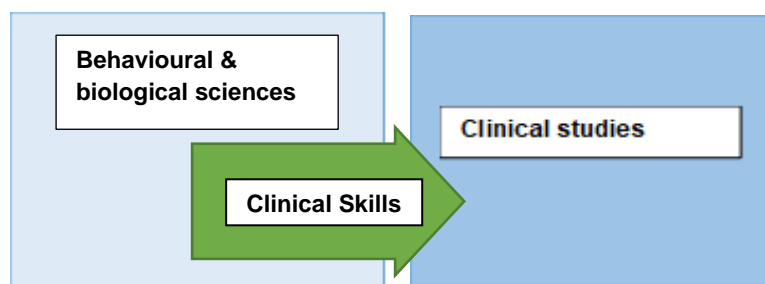 Behavioural &
biological sciences
Clinical studies
Clinical Skills